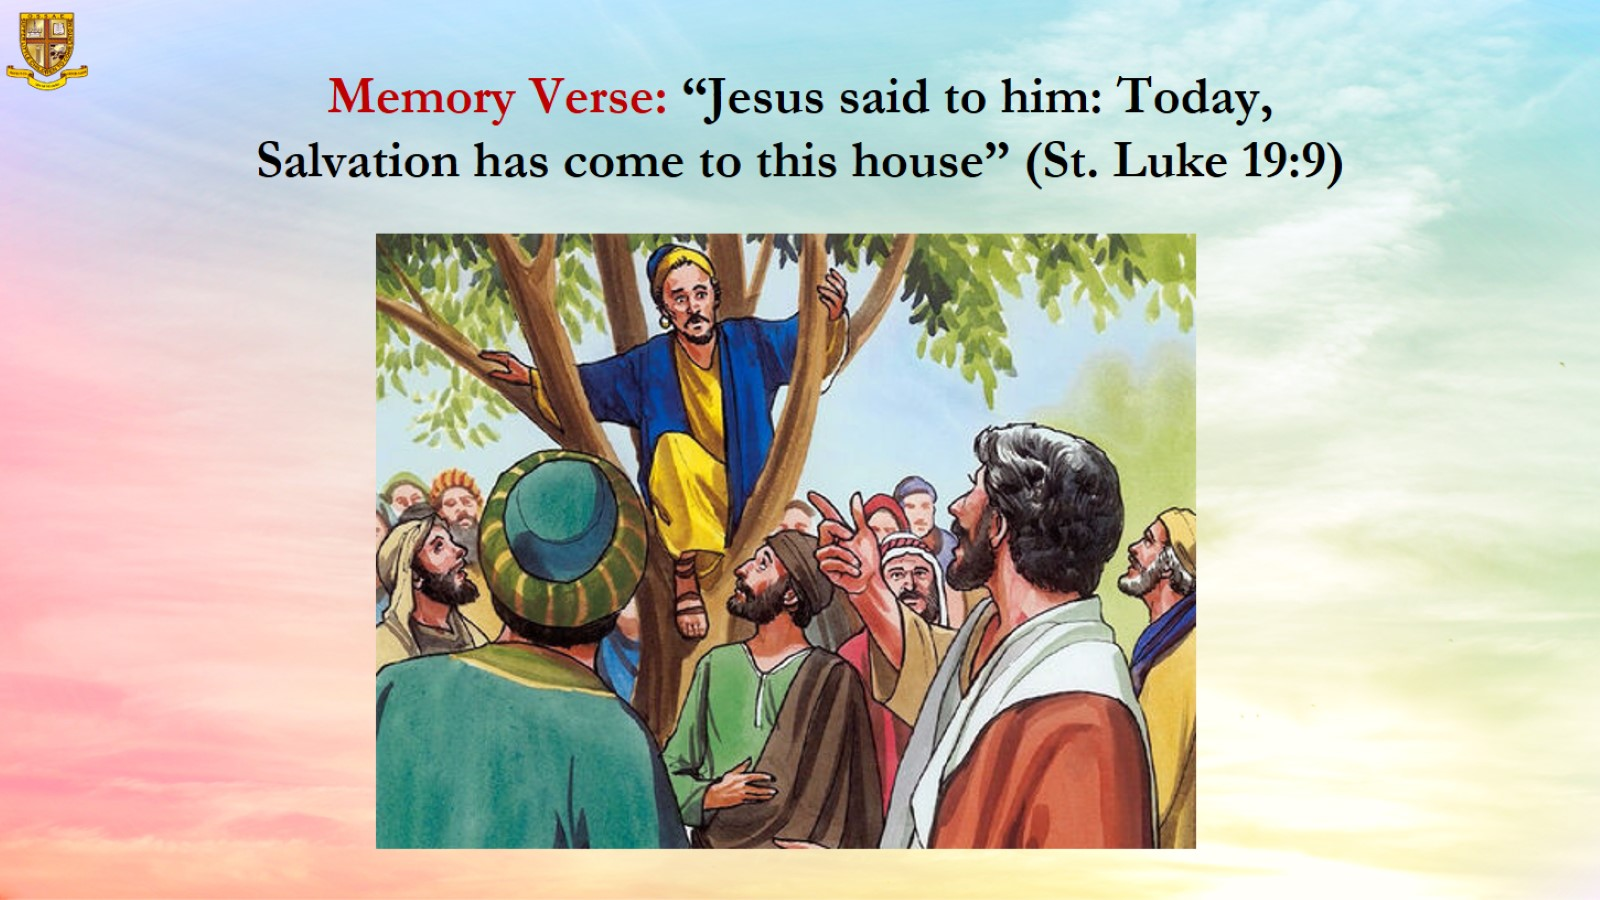 Memory Verse: “Jesus said to him: Today,
Salvation has come to this house” (St. Luke 19:9)